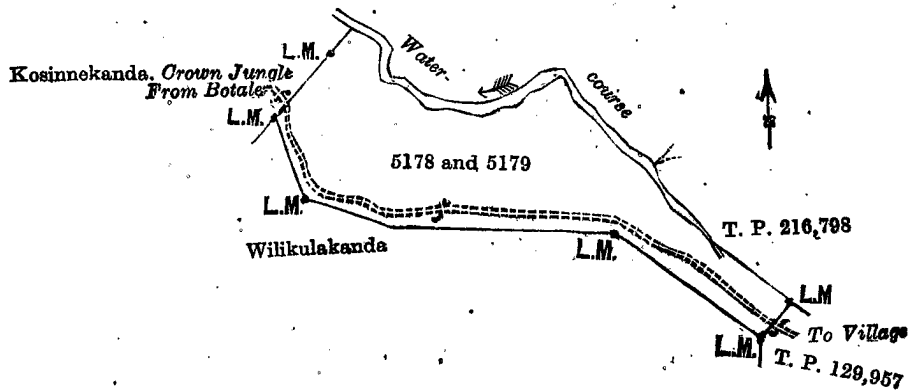 L.M.
Water-
course
Kosinnekanda. Crown Jungle
From Botale
L.M.
5178 and 5179
L.M.
T. P. 216,798
Wilikulakanda
L.M.
L.M
To Village
L.M.
T. P. 129,957